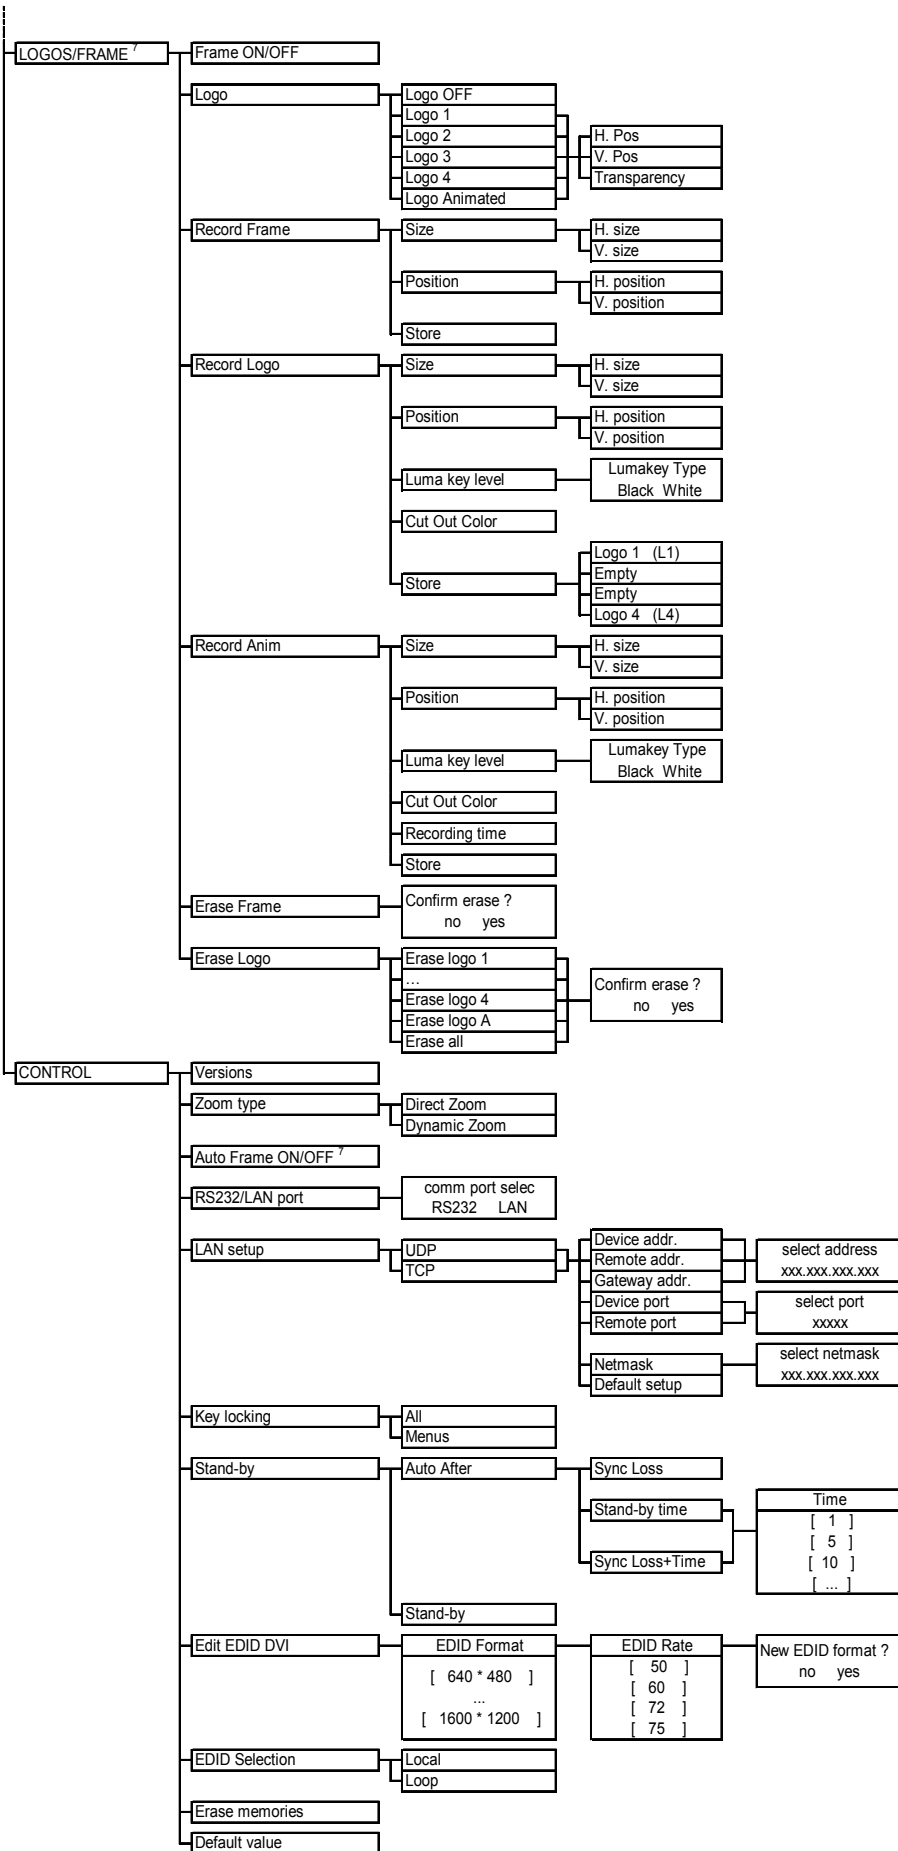 LOGOS/FRAME 7
Frame ON/OFF
Logo
Logo OFF
Logo 1
Logo 2
Logo 3
Logo 4
Logo Animated
H. Pos
V. Pos
Transparency
Record Frame
Size
H. size
V. size
Position
H. position
V. position
Store
Record Logo
Size
H. size
V. size
Position
H. position
V. position
Luma key level
Lumakey Type
Black White
Cut Out Color
Store
Logo 1 (L1)
Empty
Empty
Logo 4 (L4)
Record Anim
Size
H. size
V. size
Position
H. position
V. position
Luma key level
Lumakey Type
Black White
Cut Out Color
Recording time
Store
Erase Frame
Confirm erase ?
no yes
Erase Logo
Erase logo 1
...
Erase logo 4
Erase logo A
Erase all
Confirm erase ?
no yes
CONTROL
Versions
Zoom type
Direct Zoom
Dynamic Zoom
Auto Frame ON/OFF 7
RS232/LAN port
comm port selec
RS232 LAN
LAN setup
UDP
TCP
Device addr.
Remote addr.
Gateway addr.
Device port
Remote port
Netmask
Default setup
select address
xxx.xxx.xxx.xxx
select port
xxxxx
select netmask
xxx.xxx.xxx.xxx
Key locking
All
Menus
Stand-by
Auto After
Sync Loss
Stand-by time
Sync Loss+Time
Time
[ 1 ]
[ 5 ]
[ 10 ]
[ ... ]
Stand-by
Edit EDID DVI
EDID Format
[ 640 * 480 ]
...
[ 1600 * 1200 ]
EDID Rate
[ 50 ]
[ 60 ]
[ 72 ]
[ 75 ]
New EDID format ?
no yes
EDID Selection
Local
Loop
Erase memories
Default value